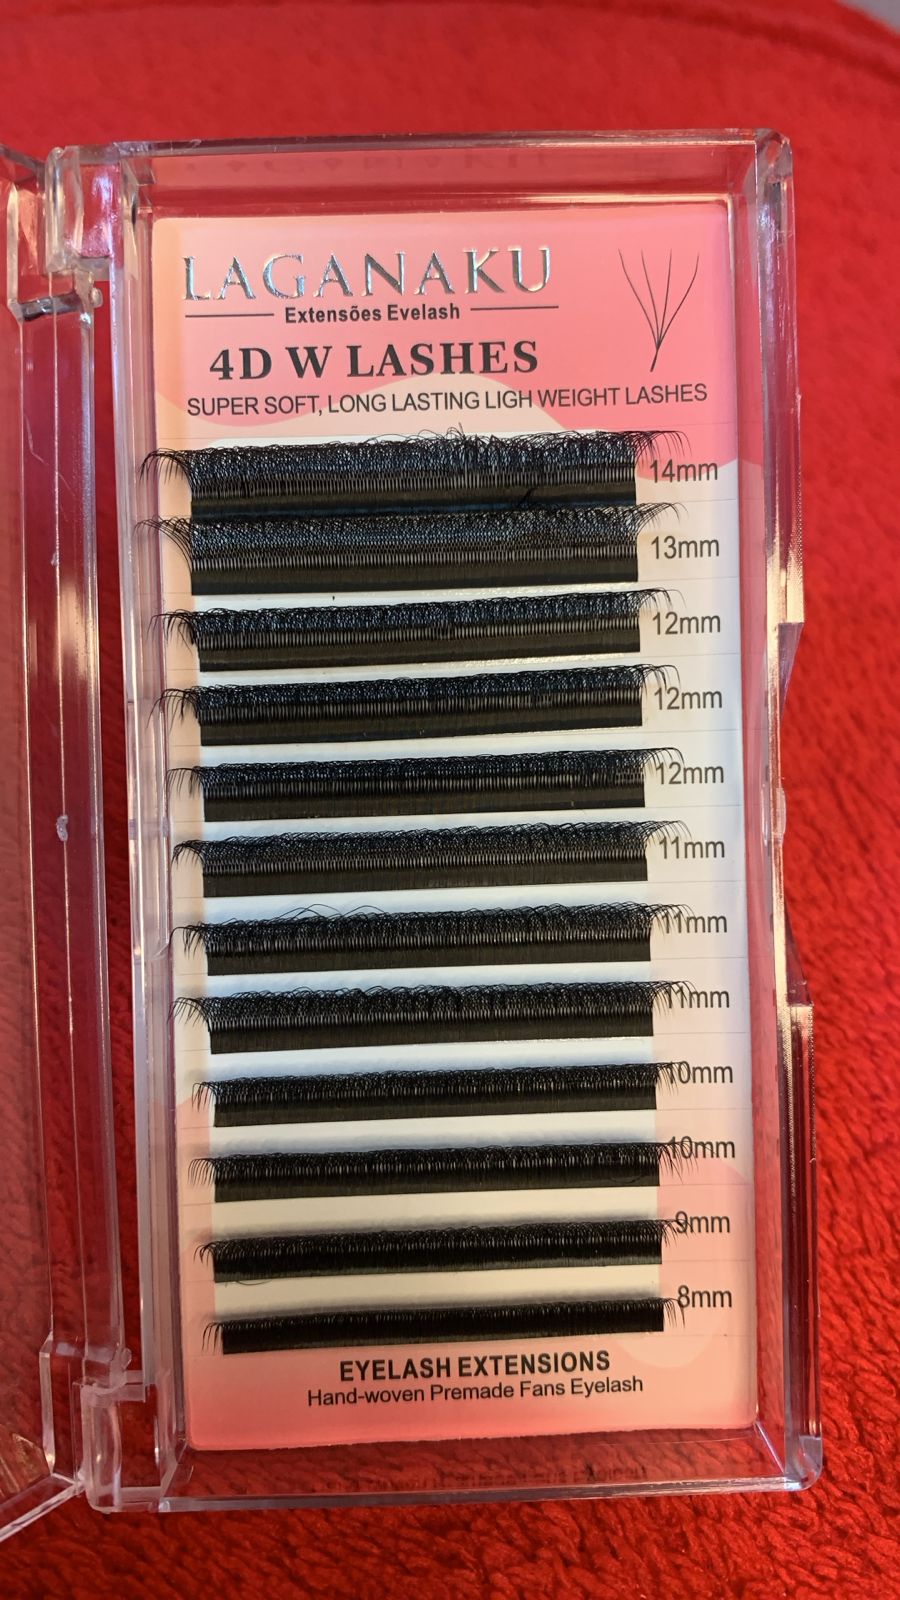 LAGANAKU
Extensões Evelash
4D W LASHES
SUPER SOFT, LONG LASTING LIGH WEIGHT LASHES
14mm
13mm
12mm
12mm
12mm
11mm
11mm
11mm
10mm
10mm
9mm
8mm
EYELASH EXTENSIONS
Hand-woven Premade Fans Eyelash